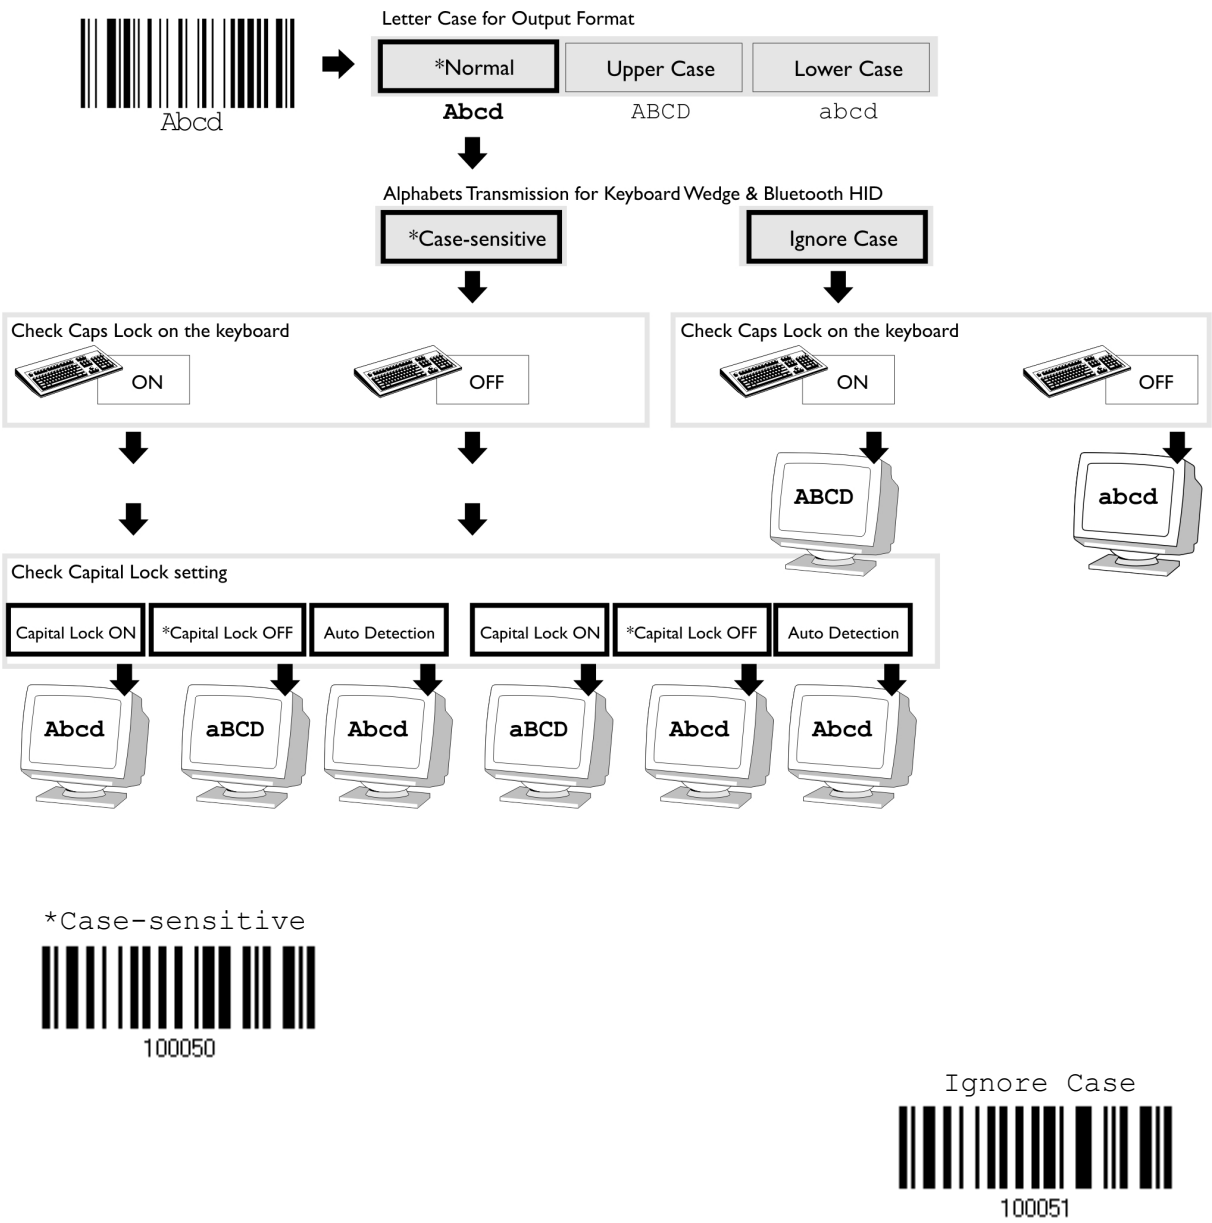 Letter Case for Output Format
*Normal Upper Case Lower Case
Abcd Abcd ABCD abcd
Alphabets Transmission for Keyboard Wedge & Bluetooth HID
*Case-sensitive Ignore Case
Check Caps Lock on the keyboard Check Caps Lock on the keyboard
ON OFF ON OFF
ABCD abcd
Check Capital Lock setting
Capital Lock ON *Capital Lock OFF Auto Detection Capital Lock ON *Capital Lock OFF Auto Detection
Abcd aBCD Abcd aBCD Abcd Abcd
*Case-sensitive
100050
Ignore Case
100051